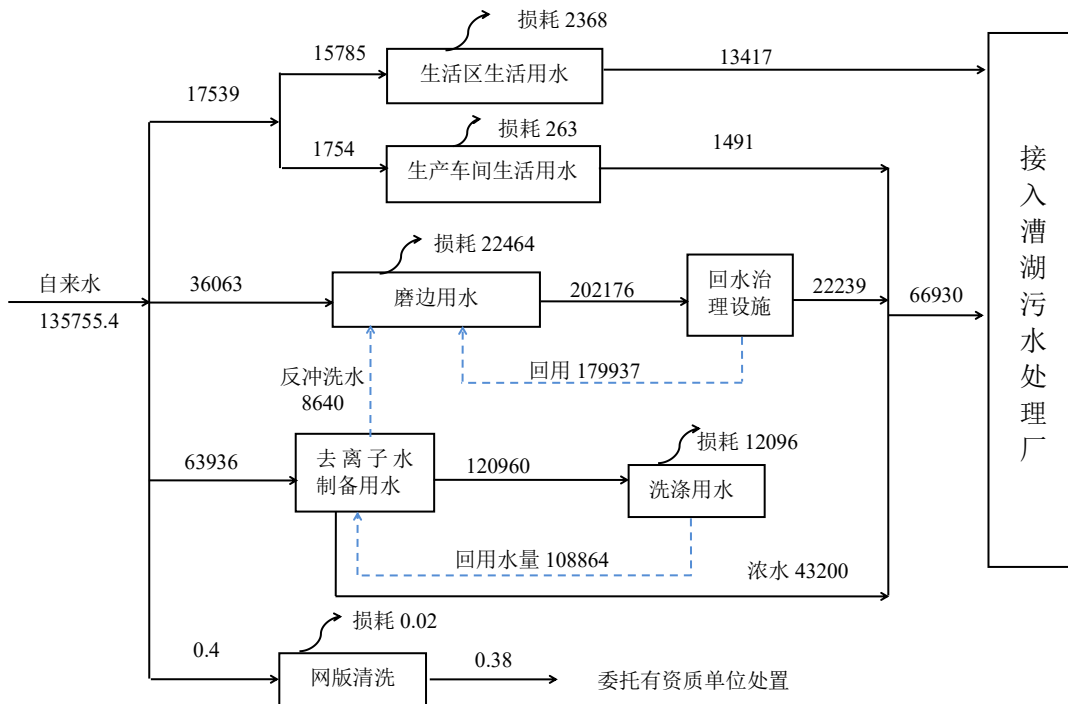 损耗 2368
15785
生活区生活用水
13417
17539
损耗 263
1754
生产车间生活用水
1491
接入漕湖污水处理厂
损耗 22464
自来水
135755.4
36063
磨边用水
202176
回水治
理设施
22239
66930
回用 179937
反冲洗水
8640
损耗 12096
63936
去离子水
制备用水
120960
洗涤用水
回用水量 108864
浓水 43200
损耗 0.02
0.4
网版清洗
0.38
委托有资质单位处置